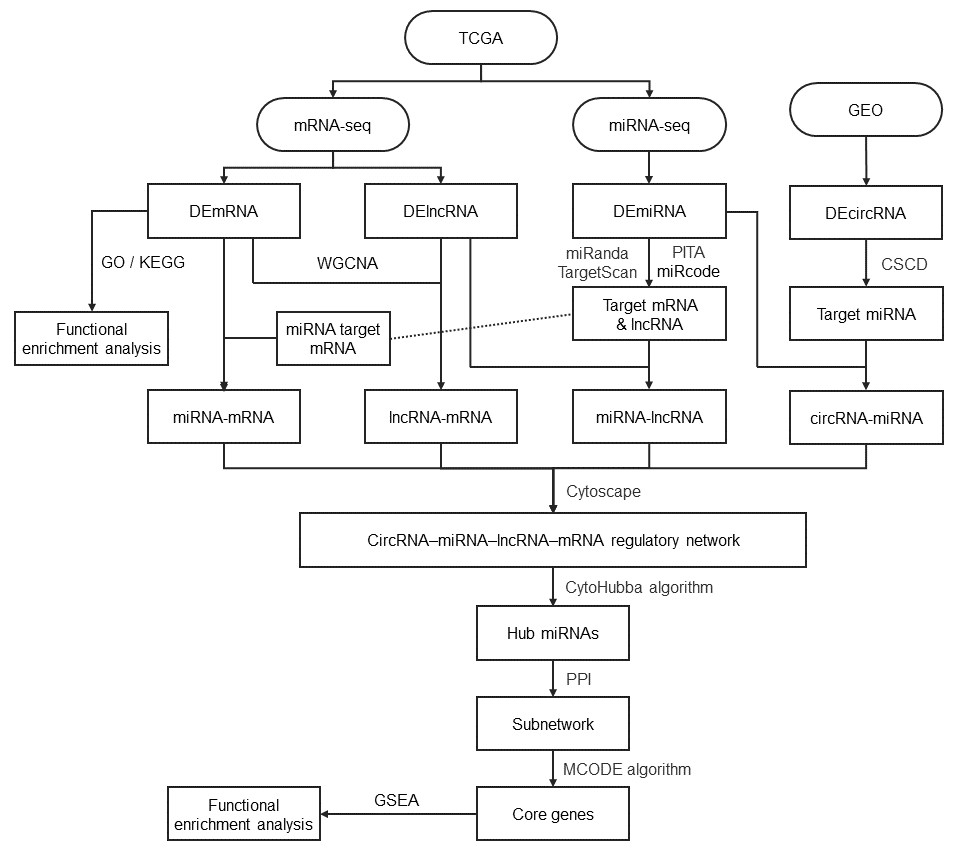 TCGA
mRNA-seq
miRNA-seq
GEO
DEmRNA
DElncRNA
DEmiRNA
DEcircRNA
GO / KEGG
WGCNA
miRanda
TargetScan
PITA
miRcode
CSCD
Functional
enrichment analysis
miRNA target
mRNA
Target mRNA
& lncRNA
Target miRNA
miRNA-mRNA
lncRNA-mRNA
miRNA-lncRNA
circRNA-miRNA
Cytoscape
CircRNA–miRNA–lncRNA–mRNA regulatory network
CytoHubba algorithm
Hub miRNAs
PPI
Subnetwork
MCODE algorithm
Functional
enrichment analysis
GSEA
Core genes